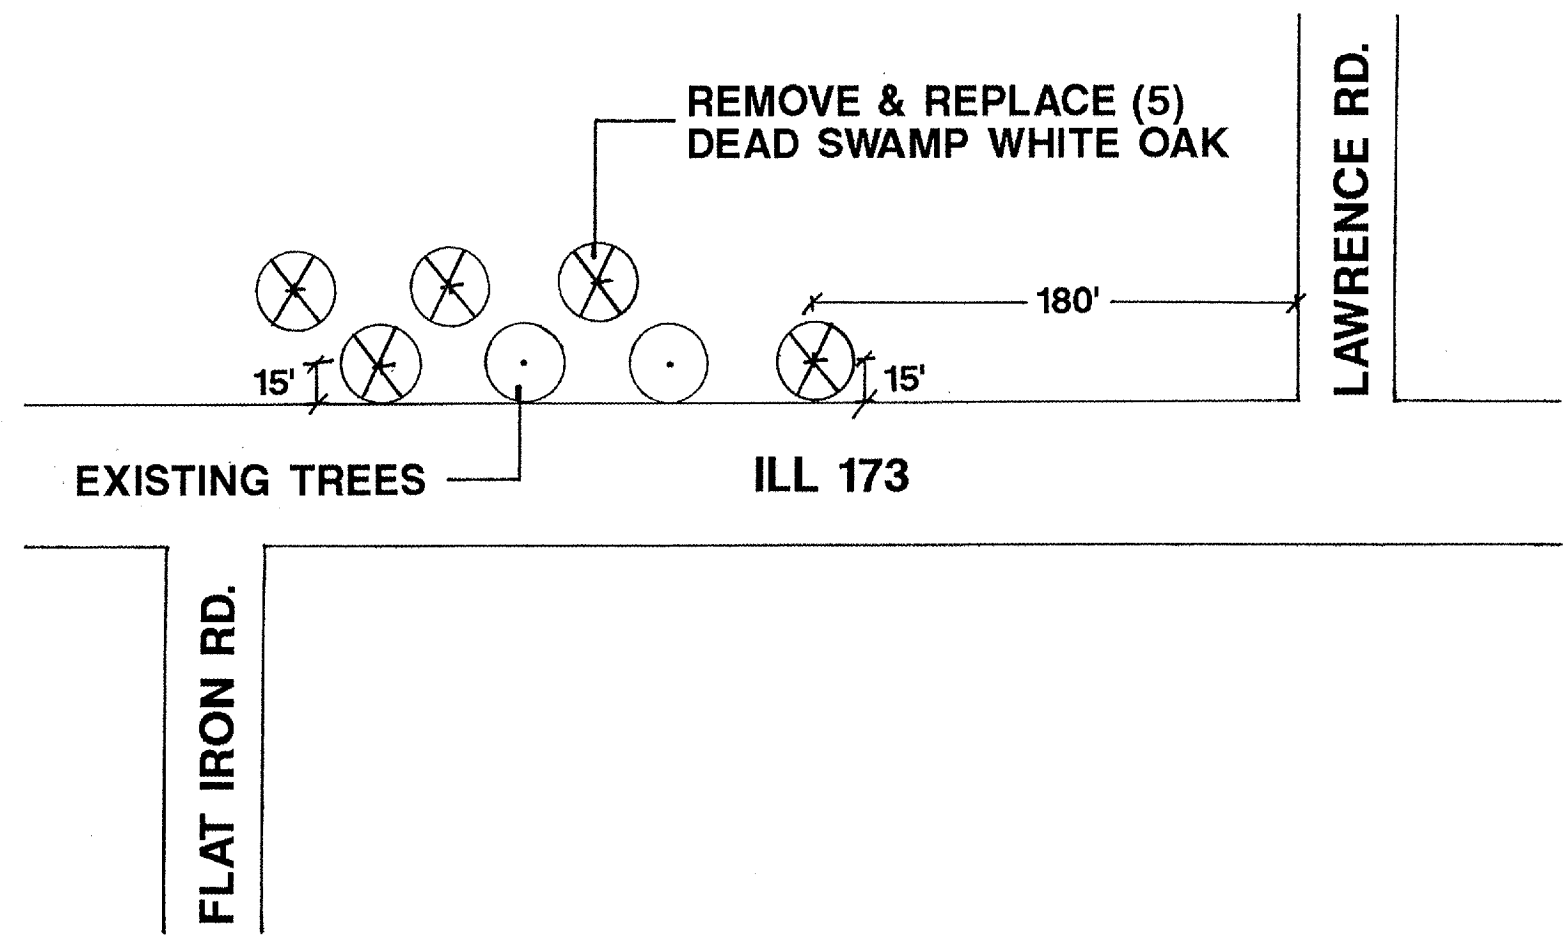 REMOVE & REPLACE (5)
DEAD SWAMP WHITE OAK
LAWRENCE RD.
180'
15'
15'
EXISTING TREES
ILL 173
FLAT IRON RD.